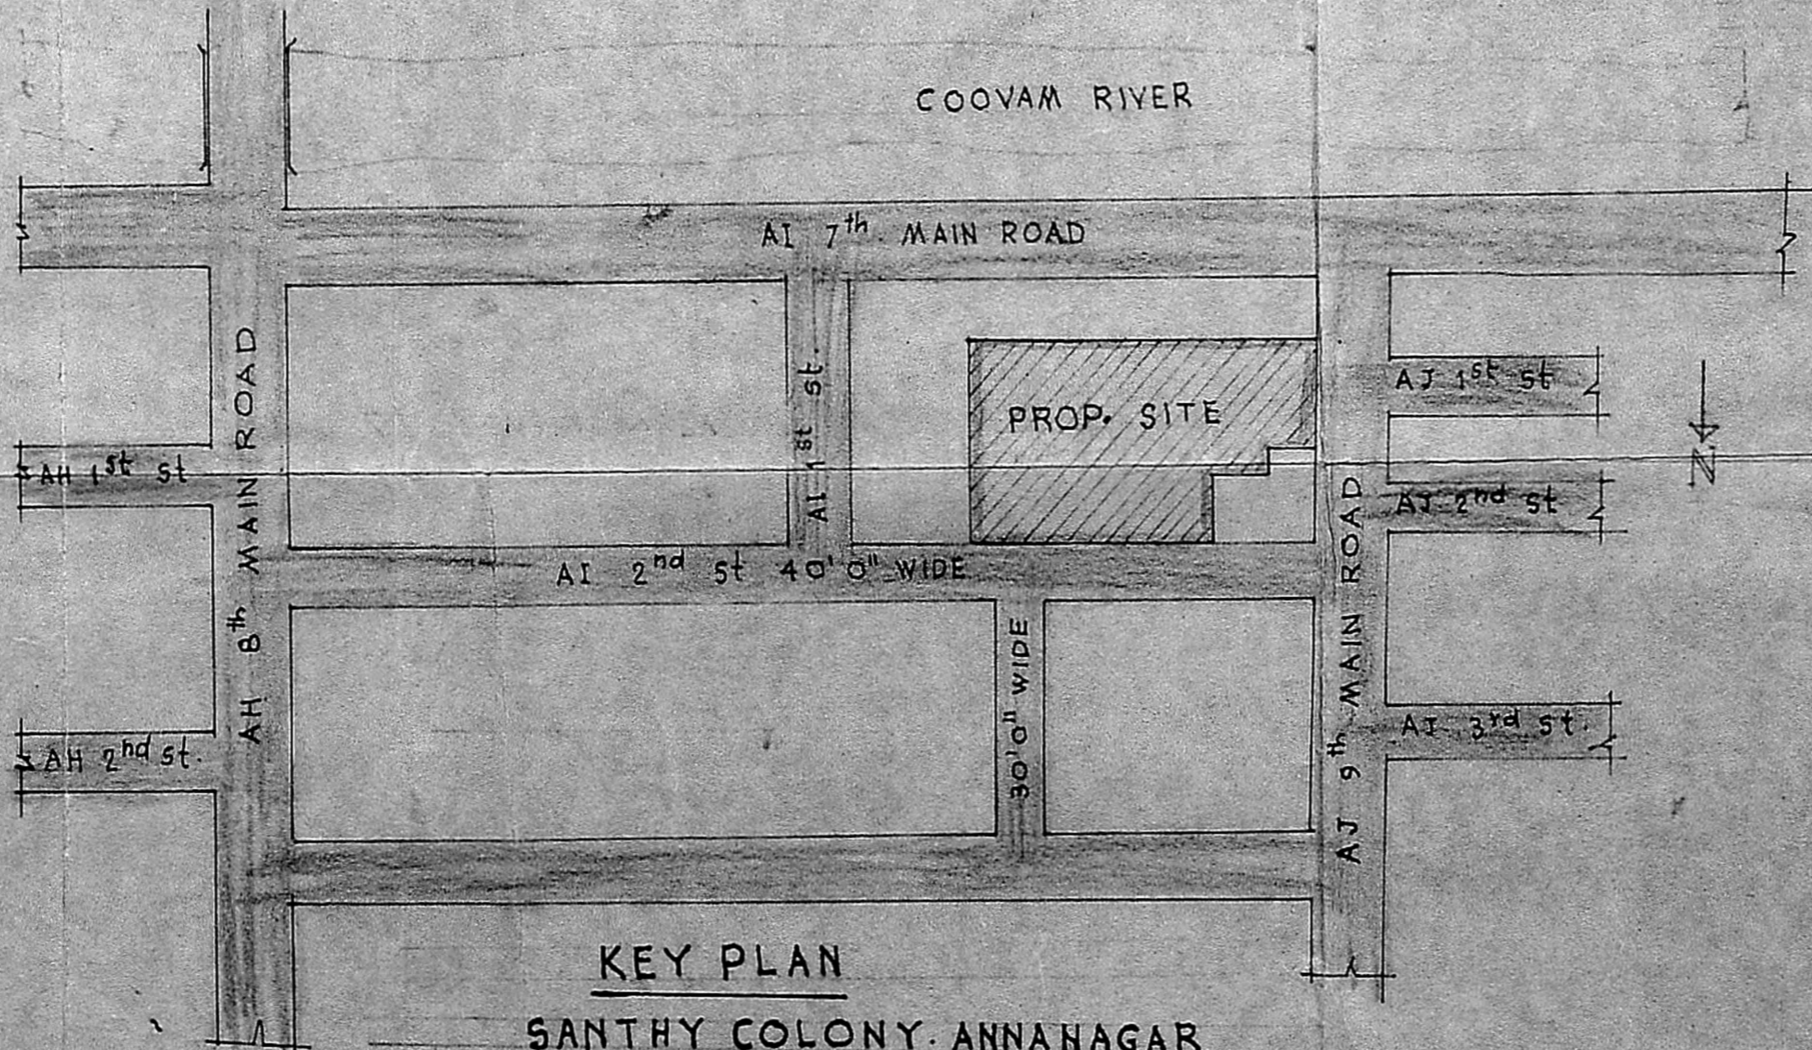 COOVAM RIVER
AI 7th MAIN ROAD
AH 8th MAIN ROAD
AI 1st St.
PROP. SITE
AJ 1st St
AH 1st St
AJ 2nd St
N.
AI 2nd St 40'0" WIDE
30'0" WIDE
AJ 9th MAIN ROAD
AH 2nd St.
AJ 3rd St.
KEY PLAN
SANTHY COLONY. ANNANAGAR